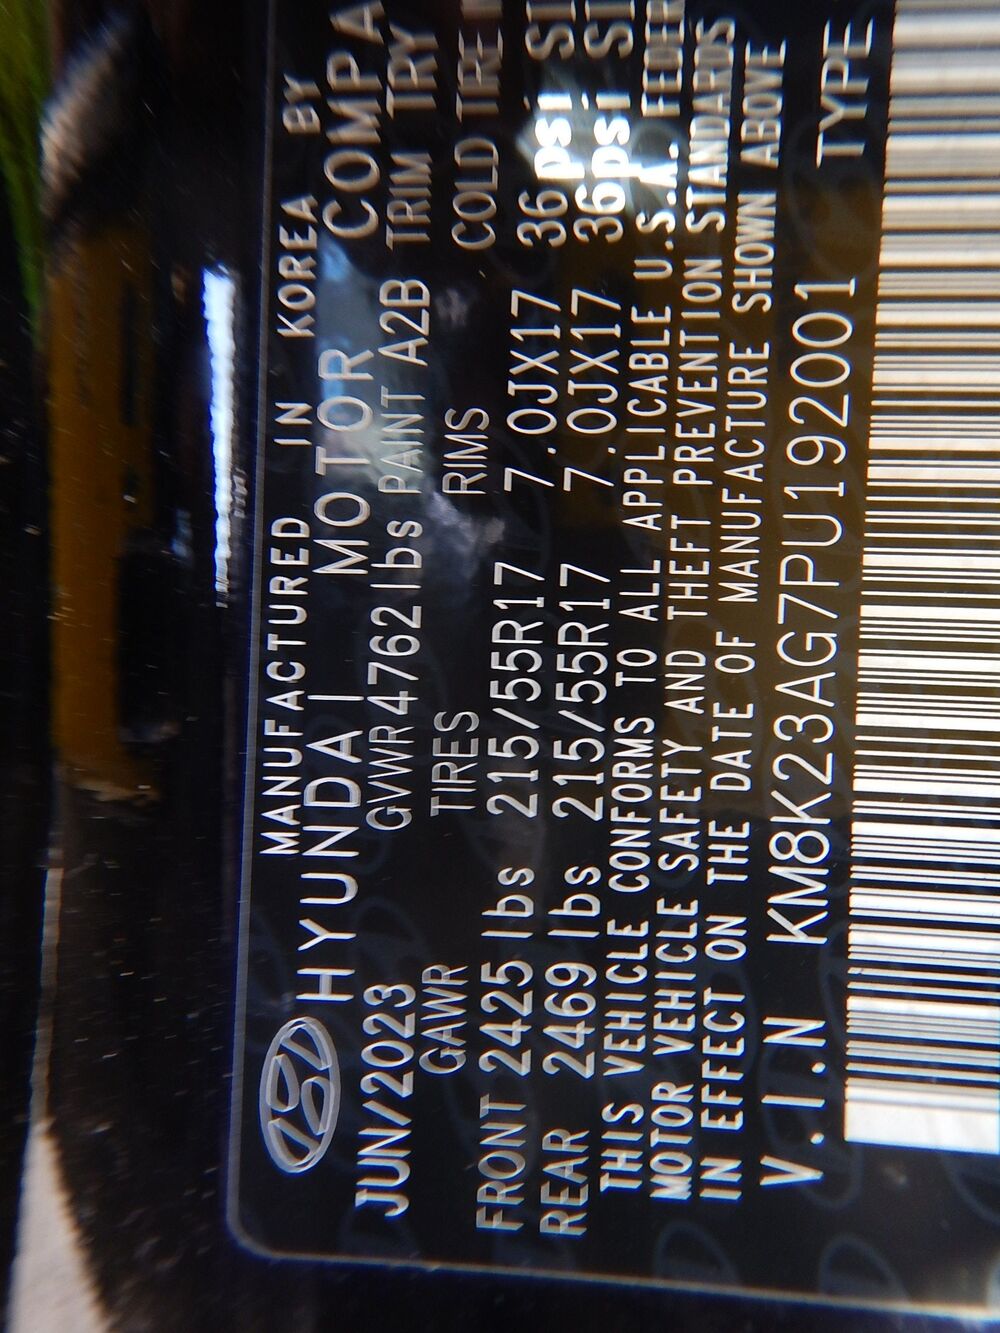 MANUFACTURED IN KOREA BY
HYUNDAI MOTOR COMPA
JUN/2023 GVWR 4762 lbs PAINT A2B TRIM TRY
GAWR TIRES RIMS COLD TIRE
FRONT 2425 lbs 215/55R17 7.0JX17 36 psi
REAR 2469 lbs 215/55R17 7.0JX17 36 psi
THIS VEHICLE CONFORMS TO ALL APPLICABLE U.S.A. FEDER
MOTOR VEHICLE SAFETY AND THEFT PREVENTION STANDARDS
IN EFFECT ON THE DATE OF MANUFACTURE SHOWN ABOVE
V.I.N KM8K23AG7PU192001 TYPE